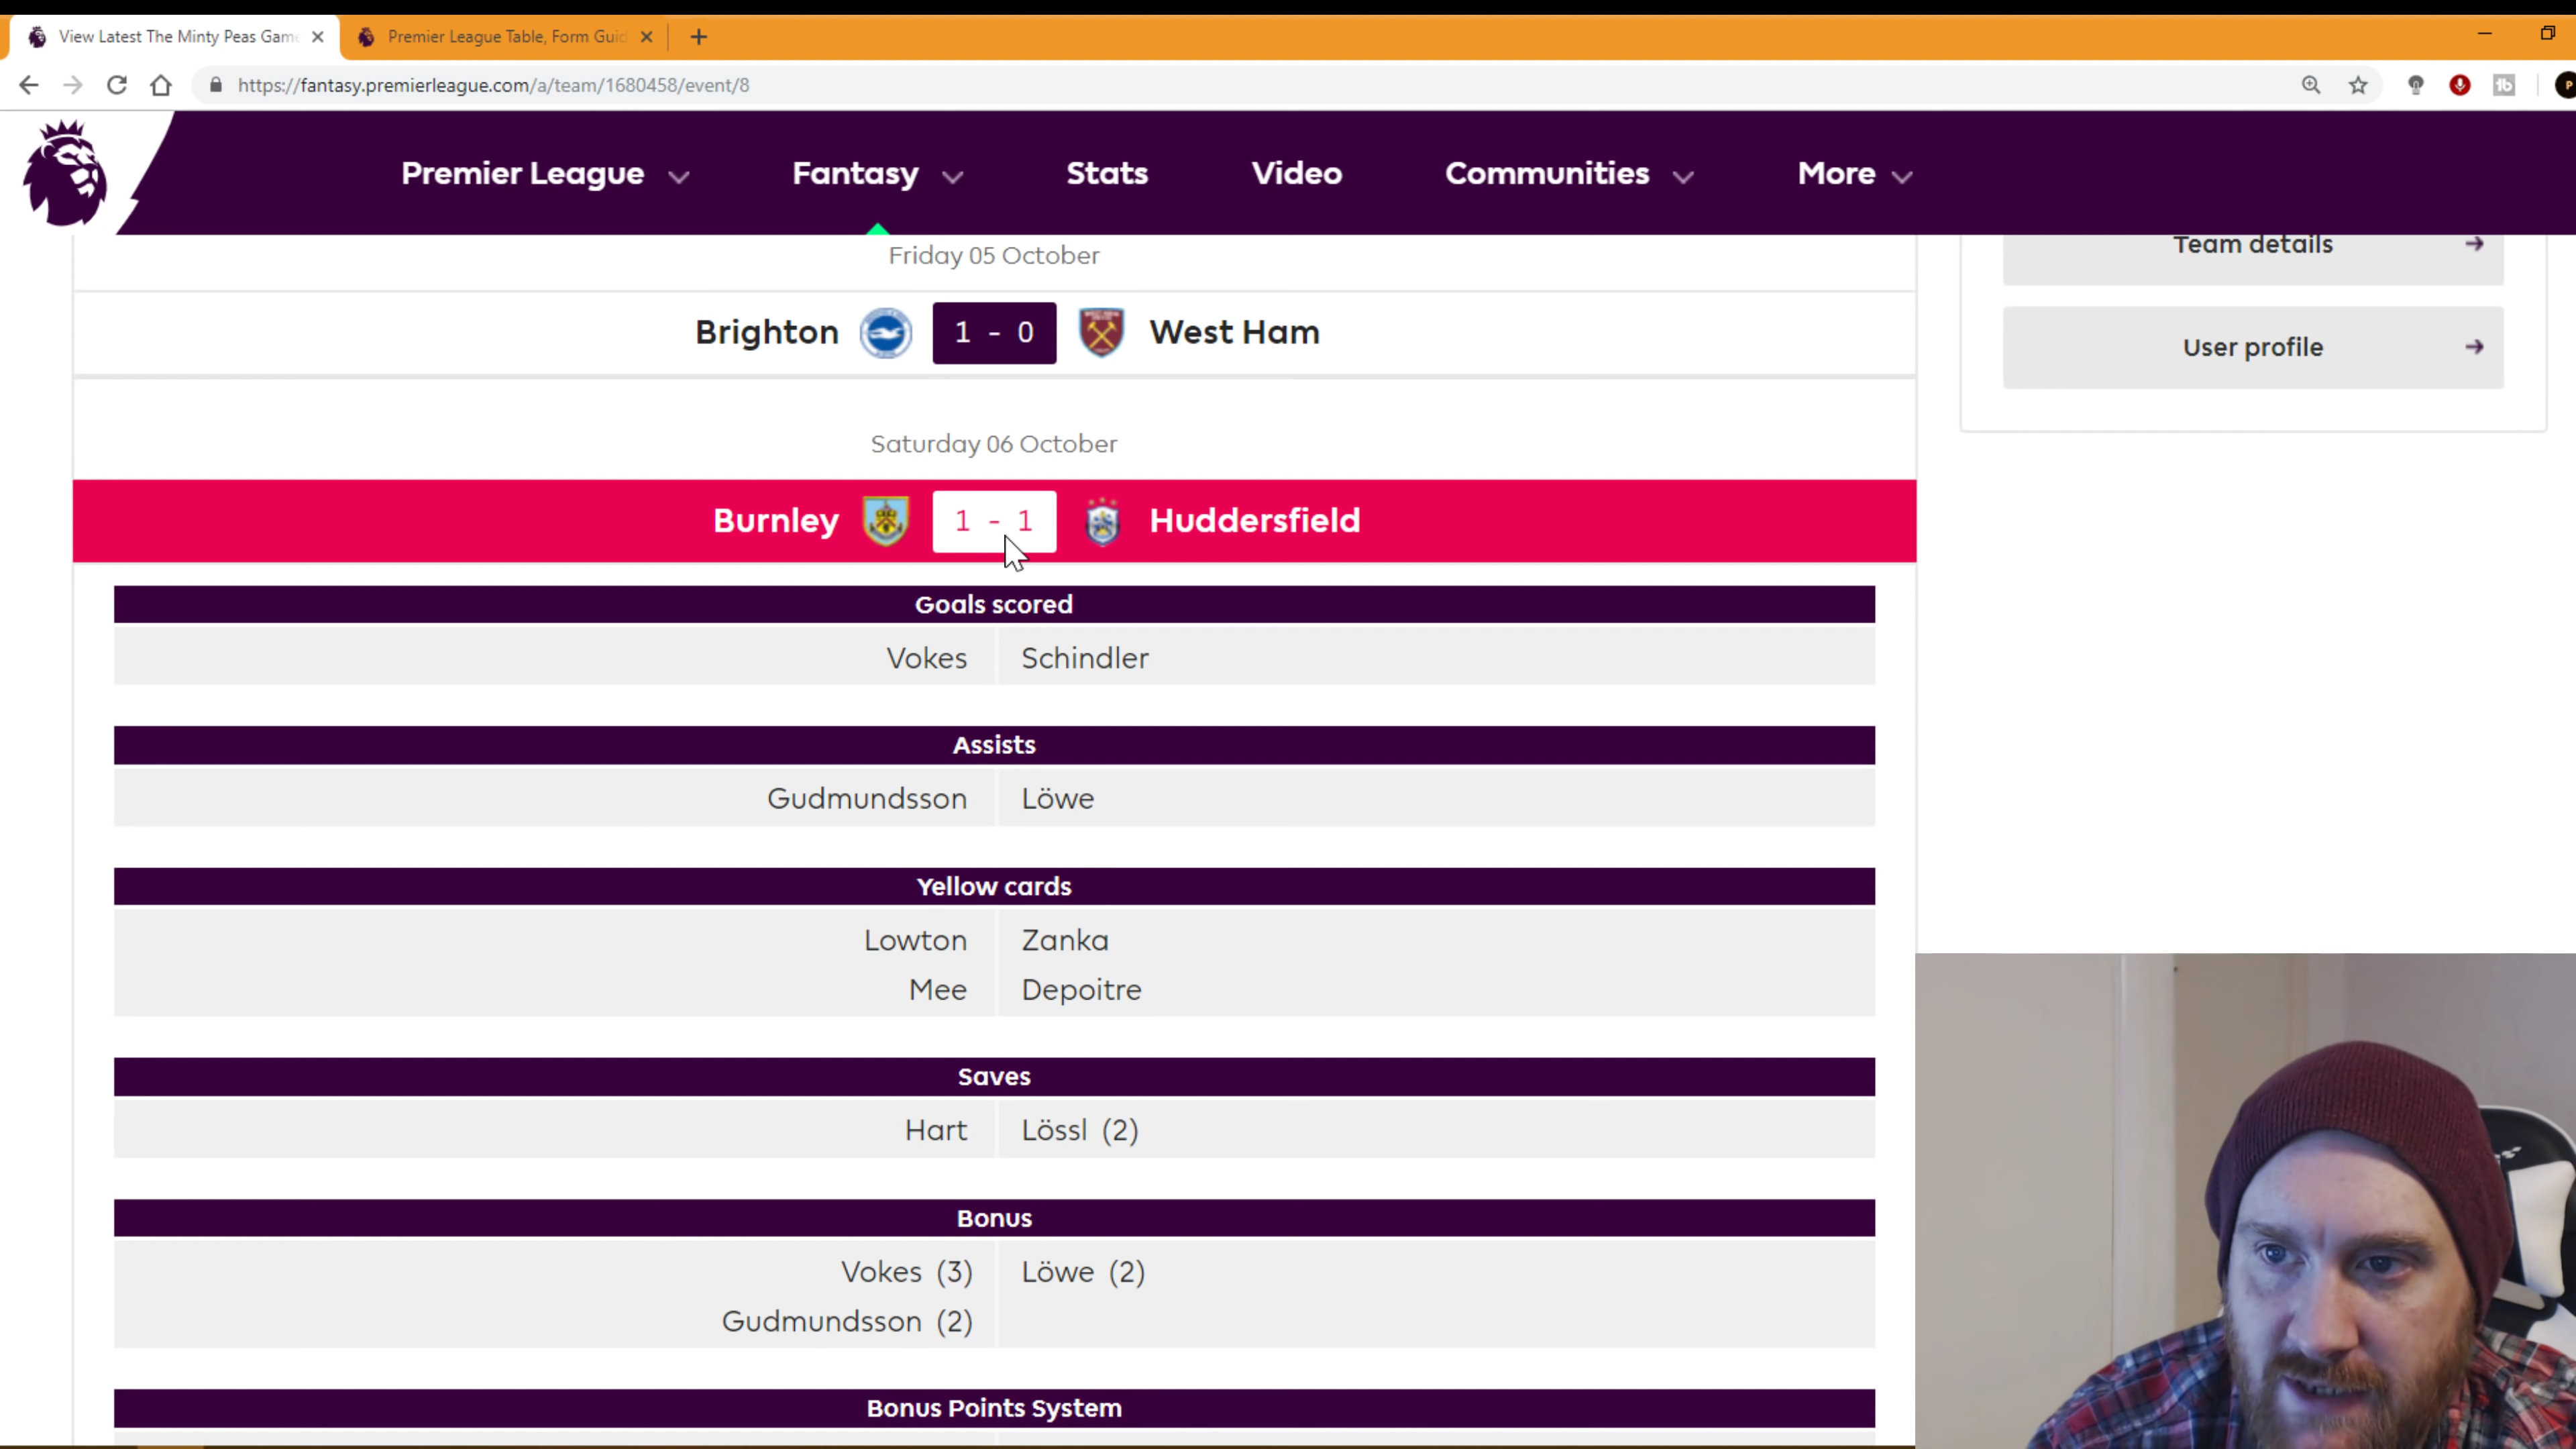 View Latest The Minty Peas Gam
Premier League Table, Form Guid
https://fantasy.premierleague.com/a/team/1680458/event/8
Premier League
Fantasy
Stats
Video
Communities
More
Team details
User profile
Friday 05 October
Brighton 1 - 0 West Ham
Saturday 06 October
Burnley 1 - 1 Huddersfield
Goals scored
Vokes Schindler
Assists
Gudmundsson Löwe
Yellow cards
Lowton Zanka
Mee Depoitre
Saves
Hart Lössl (2)
Bonus
Vokes (3) Löwe (2)
Gudmundsson (2)
Bonus Points System